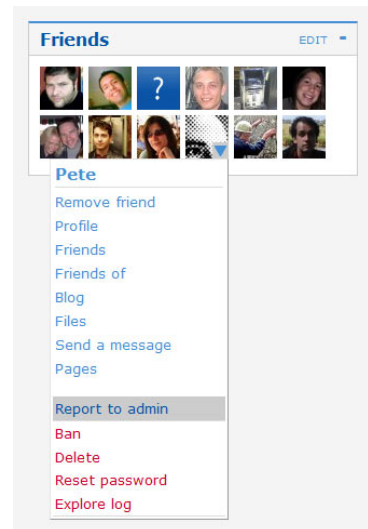 Friends
EDIT -
?
Pete
Remove friend
Profile
Friends
Friends of
Blog
Files
Send a message
Pages
Report to admin
Ban
Delete
Reset password
Explore log